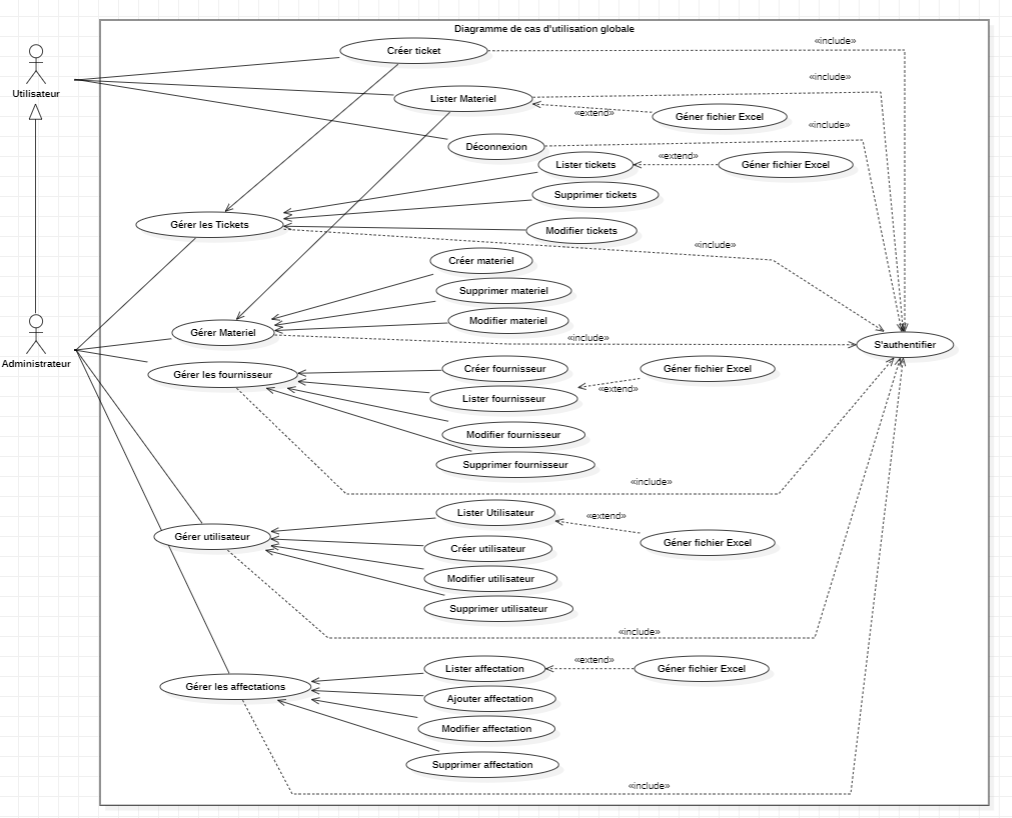 Diagramme de cas d'utilisation globale
Créer ticket
«include»
Utilisateur
«include»
Lister Materiel
«extend»
Géner fichier Excel
«include»
Déconnexion
Lister tickets
«extend»
Géner fichier Excel
Supprimer tickets
Gérer les Tickets
Modifier tickets
«include»
Créer materiel
Supprimer materiel
Modifier materiel
Gérer Materiel
«include»
S'authentifier
Administrateur
Gérer les fournisseur
Créer fournisseur
Géner fichier Excel
«extend»
Lister fournisseur
Modifier fournisseur
Supprimer fournisseur
«include»
Lister Utilisateur
«extend»
Gérer utilisateur
Géner fichier Excel
Créer utilisateur
Modifier utilisateur
Supprimer utilisateur
«include»
Lister affectation
«extend»
Géner fichier Excel
Gérer les affectations
Ajouter affectation
Modifier affectation
Supprimer affectation
«include»